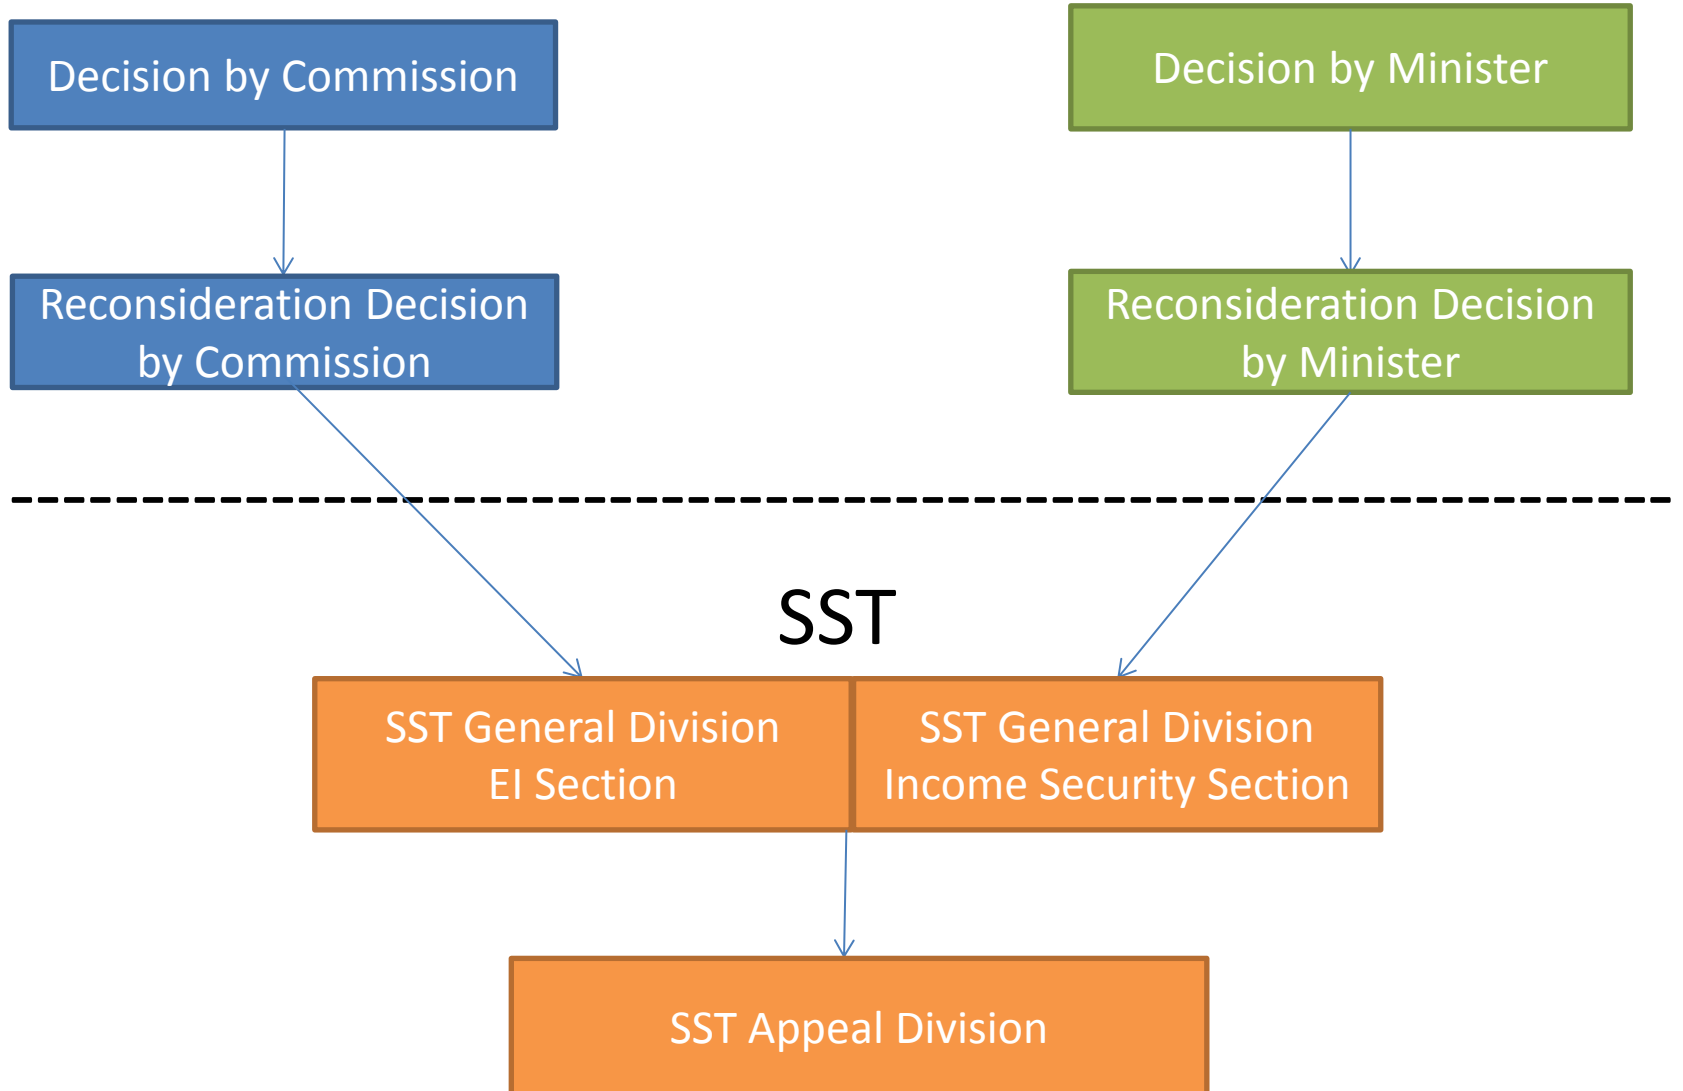 Decision by Commission
Decision by Minister
Reconsideration Decision
by Commission
Reconsideration Decision
by Minister
SST
SST General Division
EI Section
SST General Division
Income Security Section
SST Appeal Division